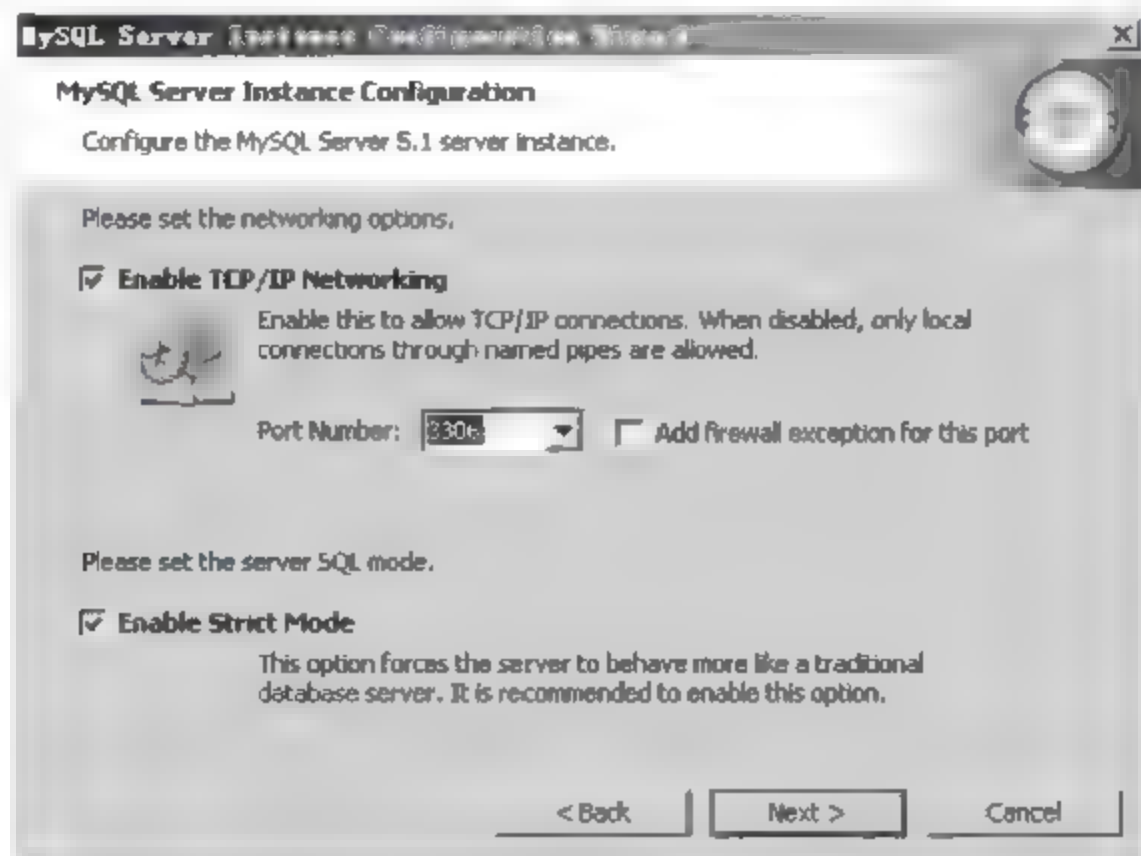 MySQL Server
MySQL Server Instance Configuration
Configure the MySQL Server 5.1 server instance.
Please set the networking options.
Enable TCP/IP Networking
Enable this to allow TCP/IP connections. When disabled, only local
connections through named pipes are allowed.
Port Number: 3306 Add firewall exception for this port
Please set the server SQL mode.
Enable Strict Mode
This option forces the server to behave more like a traditional
database server. It is recommended to enable this option.
< Back Next > Cancel